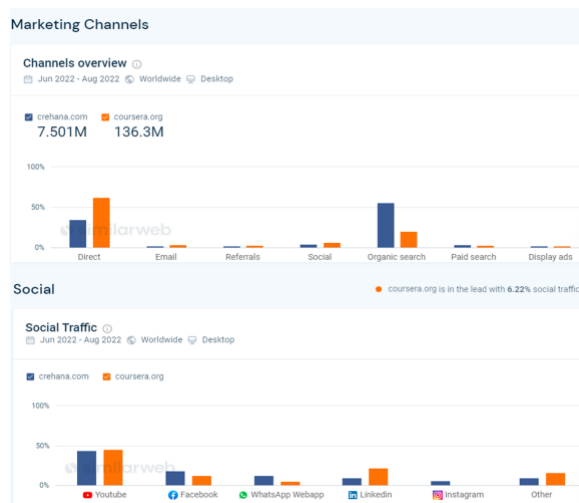 Marketing Channels
Channels overview
Jun 2022 - Aug 2022 Worldwide Desktop
crehana.com coursera.org
7.501M 136.3M
100%
50%
0%
similarweb
Direct Email Referrals Social Organic search Paid search Display ads
Social
coursera.org is in the lead with 6.22% social traffic
Social Traffic
Jun 2022 - Aug 2022 Worldwide Desktop
crehana.com coursera.org
100%
50%
0%
similarweb
Youtube Facebook WhatsApp Webapp Linkedin Instagram Other